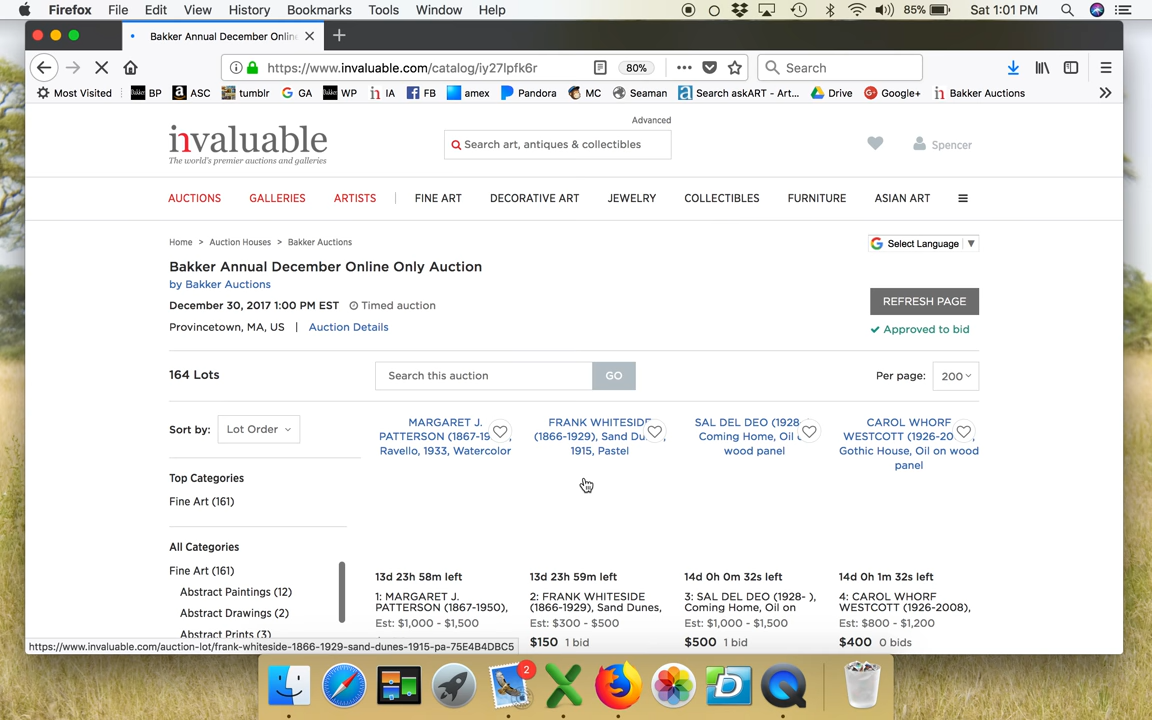 Firefox File Edit View History Bookmarks Tools Window Help 85% Sat 1:01 PM
Bakker Annual December Onlin
https://www.invaluable.com/catalog/iy27lpfk6r 80% Search
Most Visited BP ASC tumblr GA WP IA FB amex Pandora MC Seaman Search askART - Art... Drive Google+ Bakker Auctions
Advanced
invaluable
The world's premier auctions and galleries
Search art, antiques & collectibles
Spencer
AUCTIONS GALLERIES ARTISTS FINE ART DECORATIVE ART JEWELRY COLLECTIBLES FURNITURE ASIAN ART
Home > Auction Houses > Bakker Auctions
Select Language ▼
Bakker Annual December Online Only Auction
by Bakker Auctions
REFRESH PAGE
December 30, 2017 1:00 PM EST Timed auction
Provincetown, MA, US | Auction Details
Approved to bid
164 Lots
Search this auction GO
Per page: 200
Sort by: Lot Order
MARGARET J.
PATTERSON (1867-19
Ravello, 1933, Watercolor
FRANK WHITESIDE
(1866-1929), Sand Du
1915, Pastel
SAL DEL DEO (1928-
Coming Home, Oil
wood panel
CAROL WHORF
WESTCOTT (1926-20
Gothic House, Oil on wood
panel
Top Categories
Fine Art (161)
All Categories
Fine Art (161)
Abstract Paintings (12)
Abstract Drawings (2)
Abstract Prints (3)
13d 23h 58m left
1: MARGARET J.
PATTERSON (1867-1950),
Est: $1,000 - $1,500
13d 23h 59m left
2: FRANK WHITESIDE
(1866-1929), Sand Dunes,
Est: $300 - $500
$150 1 bid
14d 0h 0m 32s left
3: SAL DEL DEO (1928- ),
Coming Home, Oil on
Est: $1,000 - $1,500
$500 1 bid
14d 0h 1m 32s left
4: CAROL WHORF
WESTCOTT (1926-2008),
Est: $800 - $1,200
$400 0 bids
https://www.invaluable.com/auction-lot/frank-whiteside-1866-1929-sand-dunes-1915-pa-75E4B4DBC5
2